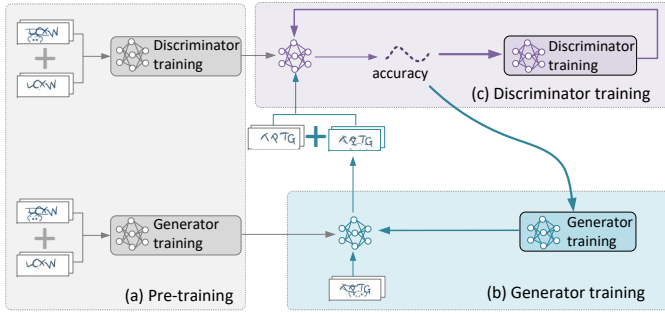 Discriminator
training
Discriminator
training
accuracy
(c) Discriminator training
Generator
training
Generator
training
(a) Pre-training
(b) Generator training